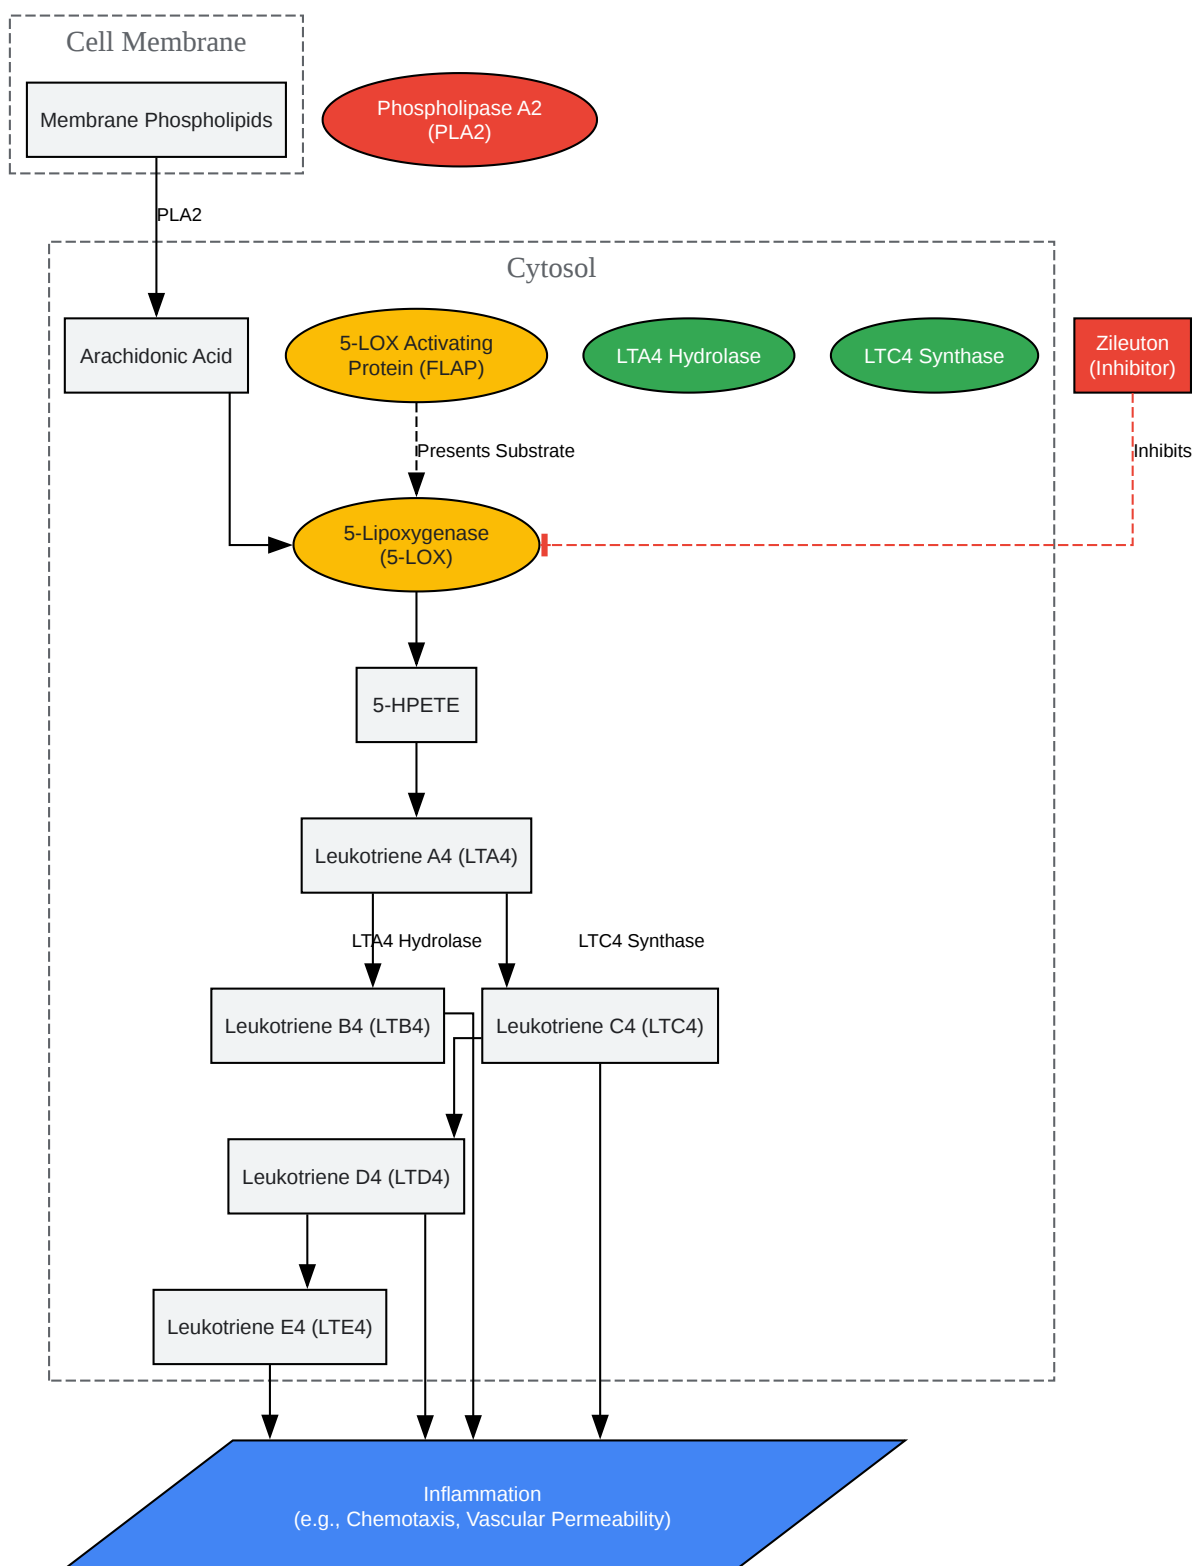 Cell Membrane
Membrane Phospholipids
Phospholipase A2
(PLA2)
PLA2
Cytosol
Arachidonic Acid
5-LOX Activating
Protein (FLAP)
LTA4 Hydrolase
LTC4 Synthase
Zileuton
(Inhibitor)
Presents Substrate
Inhibits
5-Lipoxygenase
(5-LOX)
5-HPETE
Leukotriene A4 (LTA4)
LTA4 Hydrolase
LTC4 Synthase
Leukotriene B4 (LTB4)
Leukotriene C4 (LTC4)
Leukotriene D4 (LTD4)
Leukotriene E4 (LTE4)
Inflammation
(e.g., Chemotaxis, Vascular Permeability)